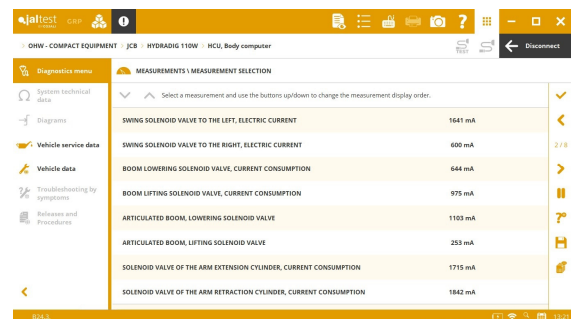 jaltest GRP
OHW - COMPACT EQUIPMENT JCB HYDRADIG 110W HCU, Body computer
TEST
Disconnect
Diagnostics menu
MEASUREMENTS \ MEASUREMENT SELECTION
System technical data
Diagrams
Vehicle service data
Vehicle data
Troubleshooting by symptoms
Releases and Procedures
Select a measurement and use the buttons up/down to change the measurement display order.
SWING SOLENOID VALVE TO THE LEFT, ELECTRIC CURRENT 1641 mA
SWING SOLENOID VALVE TO THE RIGHT, ELECTRIC CURRENT 600 mA
BOOM LOWERING SOLENOID VALVE, CURRENT CONSUMPTION 644 mA
BOOM LIFTING SOLENOID VALVE, CURRENT CONSUMPTION 975 mA
ARTICULATED BOOM, LOWERING SOLENOID VALVE 1103 mA
ARTICULATED BOOM, LIFTING SOLENOID VALVE 253 mA
SOLENOID VALVE OF THE ARM EXTENSION CYLINDER, CURRENT CONSUMPTION 1715 mA
SOLENOID VALVE OF THE ARM RETRACTION CYLINDER, CURRENT CONSUMPTION 1842 mA
2 / 8
B24.3. 13:21